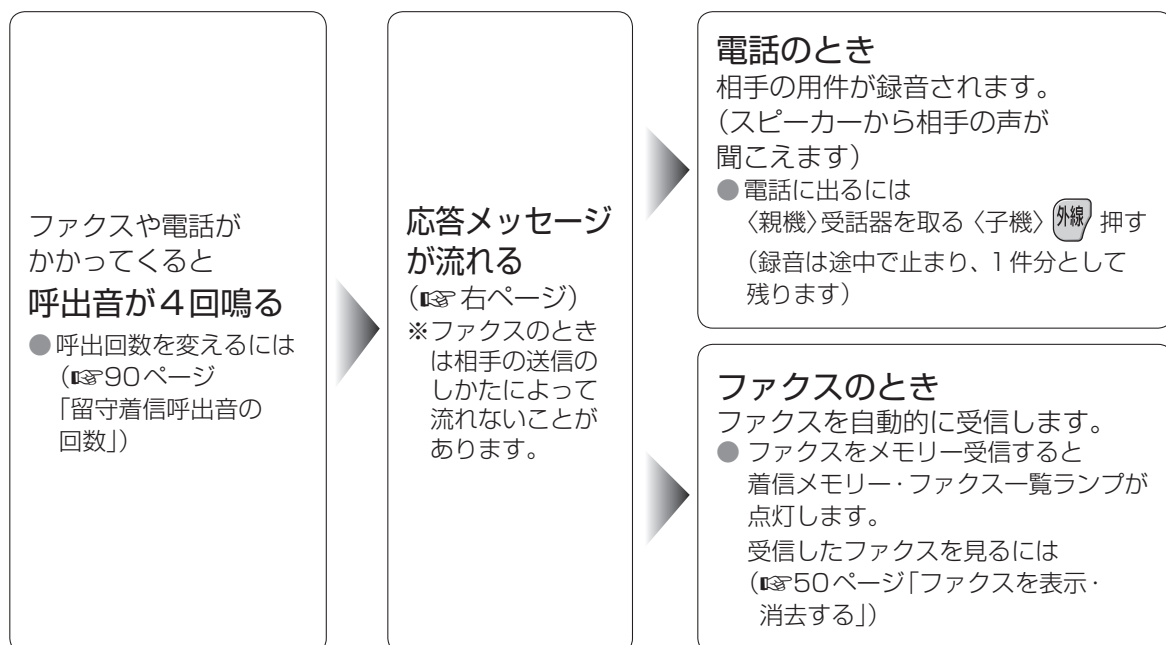 ファクスや電話が
かかってくると
呼出音が4回鳴る
●呼出回数を変えるには
（☞90ページ
「留守着信呼出音の
回数」）
応答メッセージ
が流れる
（☞右ページ）
※ファクスのとき
は相手の送信の
しかたによって
流れないことが
あります。
電話のとき
相手の用件が録音されます。
（スピーカーから相手の声が
聞こえます）
●電話に出るには
〈親機〉受話器を取る〈子機〉外線 押す
（録音は途中で止まり、1件分として
残ります）
ファクスのとき
ファクスを自動的に受信します。
●ファクスをメモリー受信すると
着信メモリー・ファクス一覧ランプが
点灯します。
受信したファクスを見るには
（☞50ページ「ファクスを表示・
消去する」）